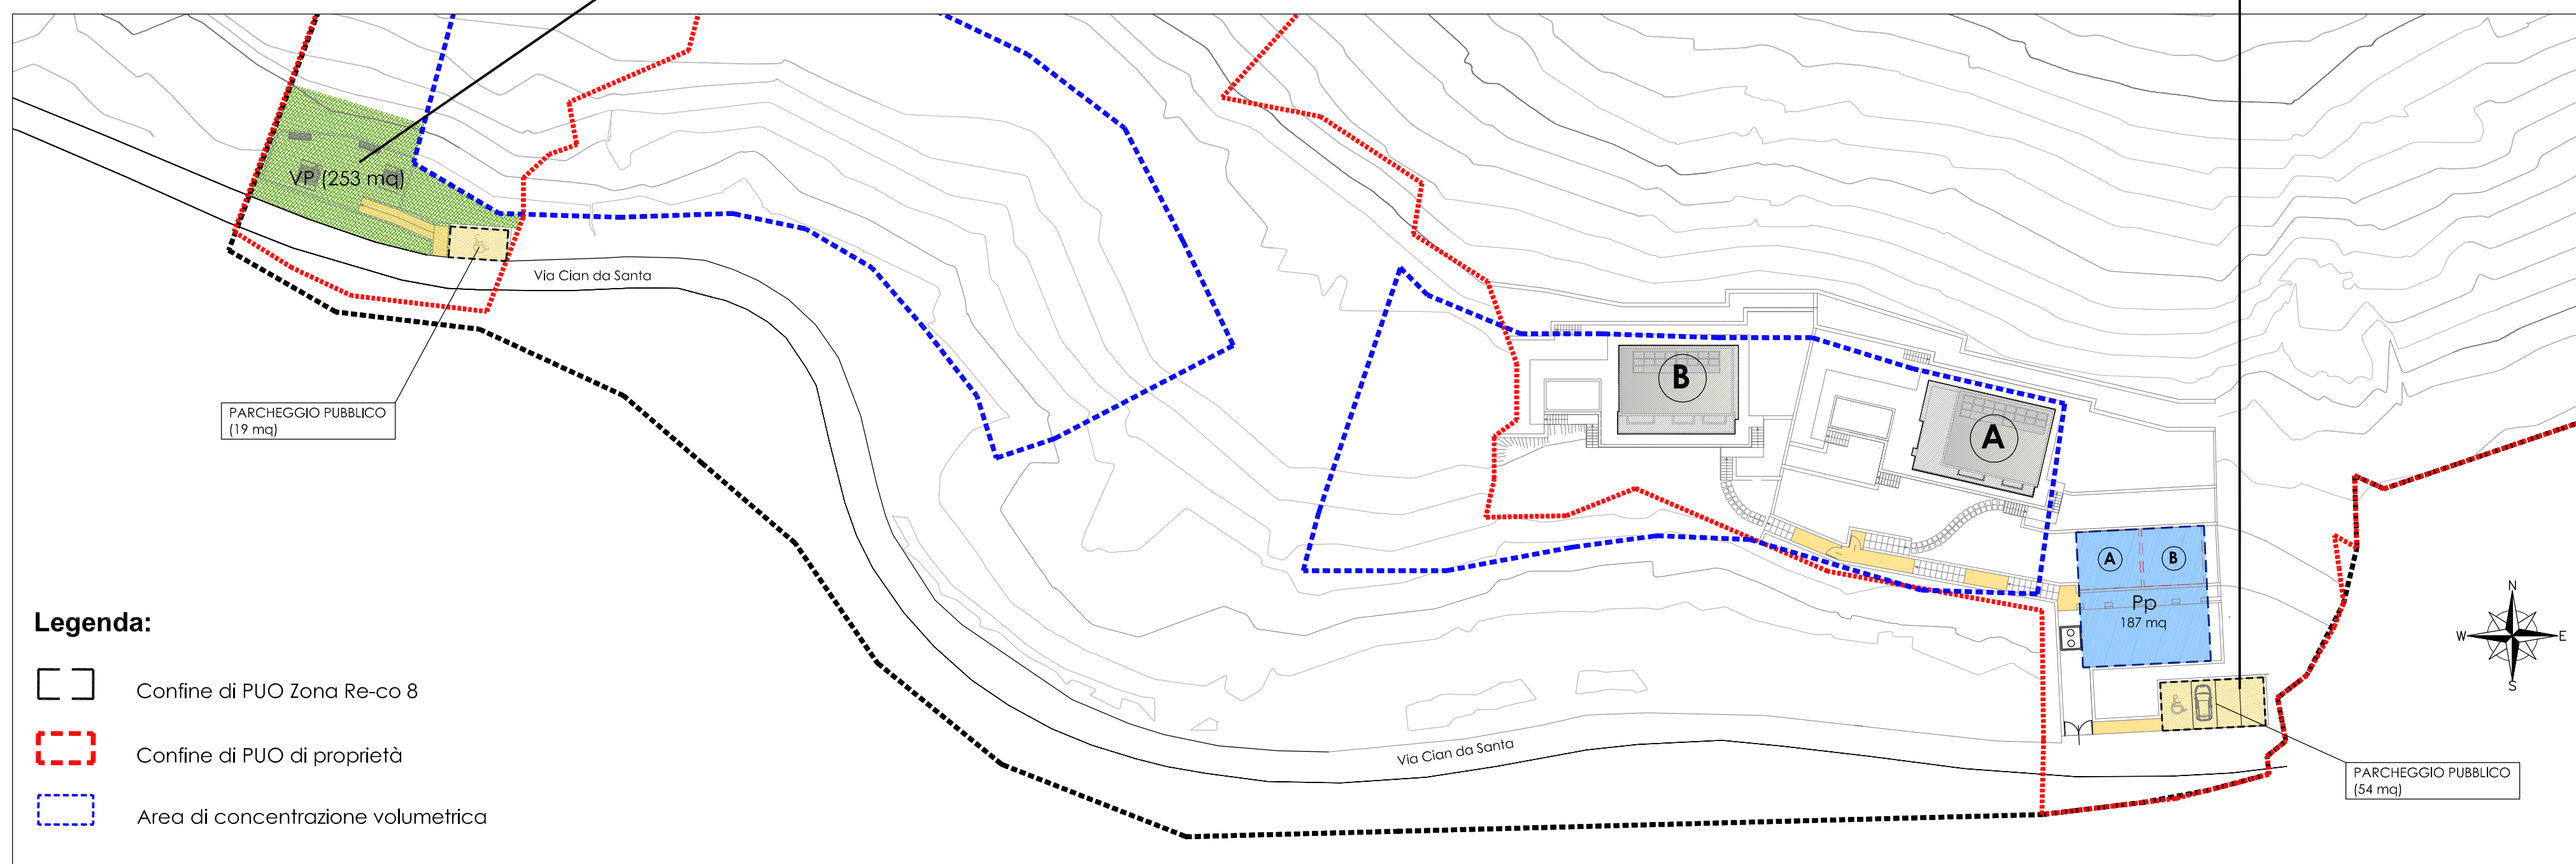 VP (253 mq)
Via Cian da Santa
PARCHEGGIO PUBBLICO
(19 mq)
B
A
A
B
Pp
187 mq
N
W
E
S
Via Cian da Santa
PARCHEGGIO PUBBLICO
(54 mq)
Legenda:
Confine di PUO Zona Re-co 8
Confine di PUO di proprietà
Area di concentrazione volumetrica